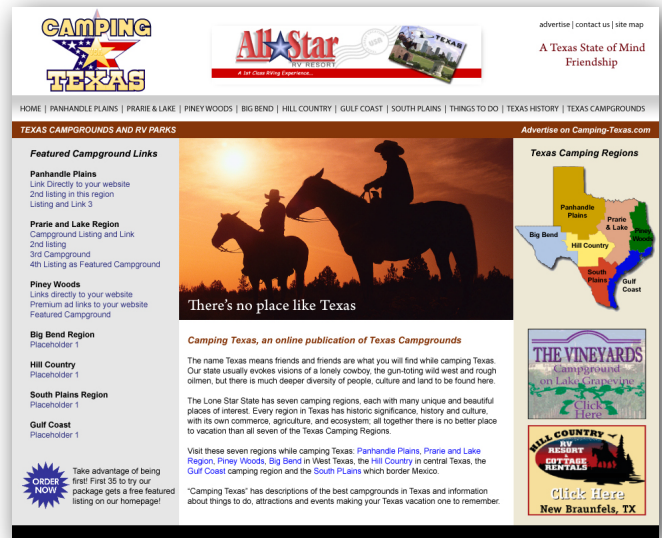 CAMPING
TEXAS
All Star
RV RESORT
A 1st Class RVing Experience...
USA
TEXAS
advertise | contact us | site map
A Texas State of Mind
Friendship
HOME | PANHANDLE PLAINS | PRARIE & LAKE | PINEY WOODS | BIG BEND | HILL COUNTRY | GULF COAST | SOUTH PLAINS | THINGS TO DO | TEXAS HISTORY | TEXAS CAMPGROUNDS
TEXAS CAMPGROUNDS AND RV PARKS
Advertise on Camping-Texas.com
Featured Campground Links
Panhandle Plains
Link Directly to your website
2nd listing in this region
Listing and Link 3
Prarie and Lake Region
Campground Listing and Link
2nd listing
3rd Campground
4th Listing as Featured Campground
Piney Woods
Links directly to your website
Premium ad links to your website
Featured Campground
Big Bend Region
Placeholder 1
Hill Country
Placeholder 1
South Plains Region
Placeholder 1
Gulf Coast
Placeholder 1
ORDER
NOW
Take advantage of being
first! First 35 to try our
package gets a free featured
listing on our homepage!
There's no place like Texas
Camping Texas, an online publication of Texas Campgrounds
The name Texas means friends and friends are what you will find while camping Texas.
Our state usually evokes visions of a lonely cowboy, the gun-toting wild west and rough
oilmen, but there is much deeper diversity of people, culture and land to be found here.
The Lone Star State has seven camping regions, each with many unique and beautiful
places of interest. Every region in Texas has historic significance, history and culture,
with its own commerce, agriculture, and ecosystem; all together there is no better place
to vacation than all seven of the Texas Camping Regions.
Visit these seven regions while camping Texas: Panhandle Plains, Prarie and Lake
Region, Piney Woods, Big Bend in West Texas, the Hill Country in central Texas, the
Gulf Coast camping region and the South PLains which border Mexico.
“Camping Texas” has descriptions of the best campgrounds in Texas and information
about things to do, attractions and events making your Texas vacation one to remember.
Texas Camping Regions
Panhandle
Plains
Prarie
& Lake
Piney
Woods
Big Bend
Hill Country
South
Plains
Gulf
Coast
THE VINEYARDS
Campground
on Lake Grapevine
Click
Here
HILL COUNTRY
RV
RESORT
&
COTTAGE
RENTALS
Click Here
New Braunfels, TX